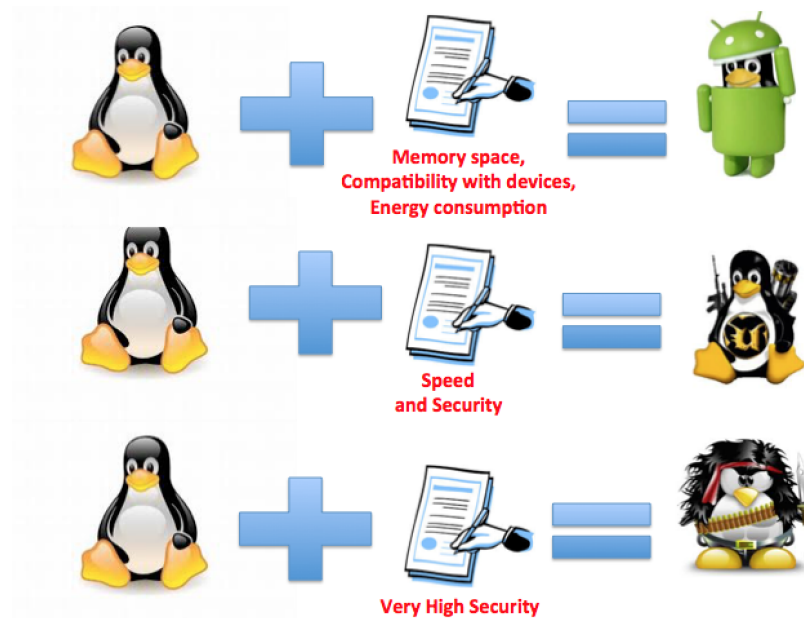 Memory space,
Compatibility with devices,
Energy consumption
Speed
and Security
Very High Security